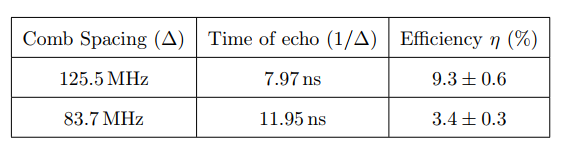 Comb Spacing (Δ) Time of echo (1/Δ) Efficiency η (%)
125.5 MHz 7.97 ns 9.3 ± 0.6
83.7 MHz 11.95 ns 3.4 ± 0.3